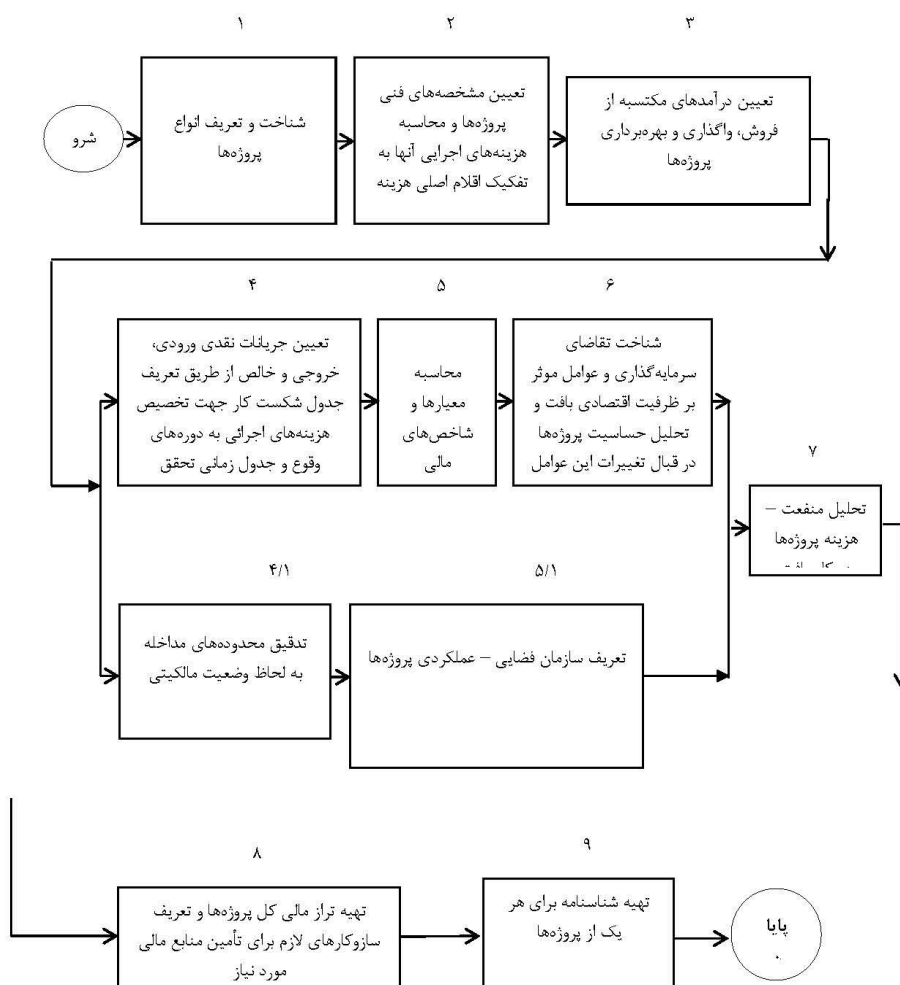 ۱
شناخت و تعریف انواع
پروژه‌ها
۲
تعیین مشخصه‌های فنی
پروژه‌ها و محاسبه
هزینه‌های اجرایی آنها به
تفکیک اقلام اصلی هزینه
۳
تعیین درآمدهای مکتسبه از
فروش، واگذاری و بهره‌برداری
پروژه‌ها
شرو
۴
تعیین جریانات نقدی ورودی،
خروجی و خالص از طریق تعریف
جدول شکست کار جهت تخصیص
هزینه‌های اجرائی به دوره‌های
وقوع و جدول زمانی تحقق
۵
محاسبه
معیارها و
شاخص‌های
مالی
۶
شناخت تقاضای
سرمایه‌گذاری و عوامل موثر
بر ظرفیت اقتصادی بافت و
تحلیل حساسیت پروژه‌ها
در قبال تغییرات این عوامل
۷
تحلیل منفعت –
هزینه پروژه‌ها
۴/۱
تدقیق محدوده‌های مداخله
به لحاظ وضعیت مالکیتی
۵/۱
تعریف سازمان فضایی – عملکردی پروژه‌ها
۸
تهیه تراز مالی کل پروژه‌ها و تعریف
سازوکارهای لازم برای تأمین منابع مالی
مورد نیاز
۹
تهیه شناسنامه برای هر
یک از پروژه‌ها
پایا